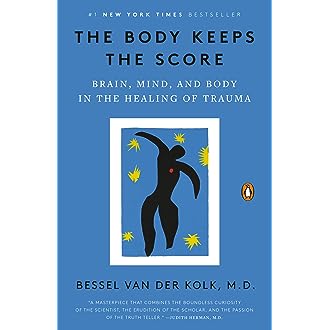 #1 NEW YORK TIMES BESTSELLER
THE BODY KEEPS
THE SCORE
BRAIN, MIND, AND BODY
IN THE HEALING OF TRAUMA
BESSEL VAN DER KOLK, M.D.
"A MASTERPIECE THAT COMBINES THE BOUNDLESS CURIOSITY
OF THE SCIENTIST, THE ERUDITION OF THE SCHOLAR, AND THE PASSION
OF THE TRUTH TELLER." —JUDITH HERMAN, M.D.